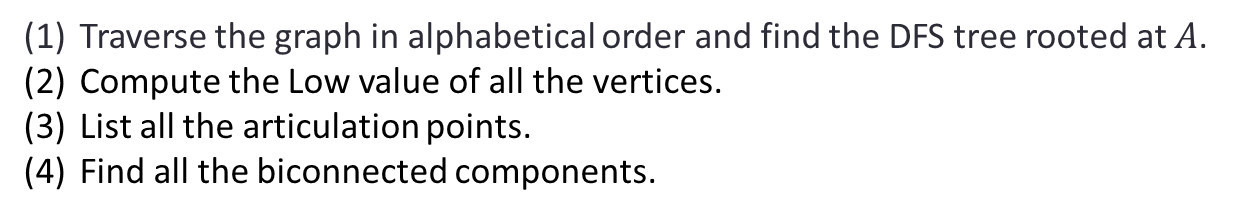 (1) Traverse the graph in alphabetical order and find the DFS tree rooted at A.
(2) Compute the Low value of all the vertices.
(3) List all the articulation points.
(4) Find all the biconnected components.